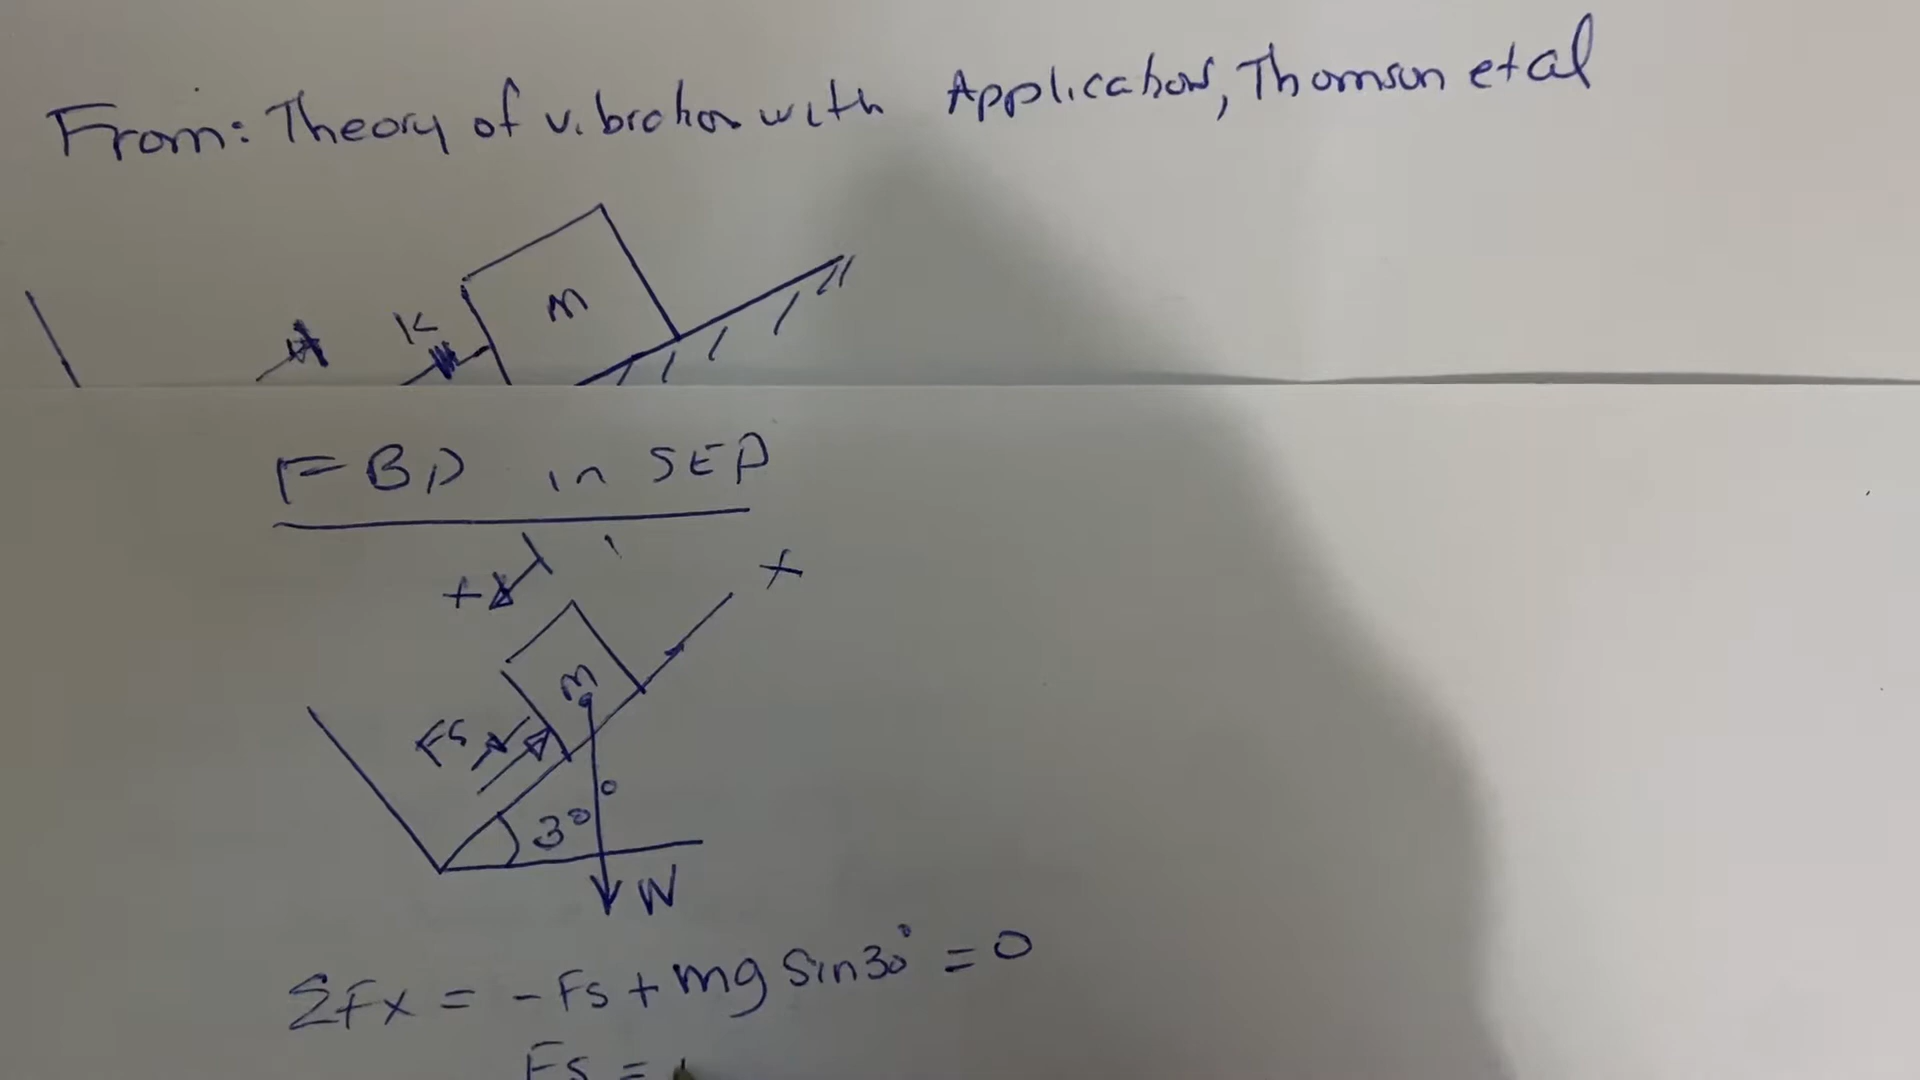 From: Theory of vibration with Applications, Thomson et al
m
K
FBD in SEP
+
x
m
Fs
30°
W
ΣFx = -Fs + mg Sin30° = 0
Fs =